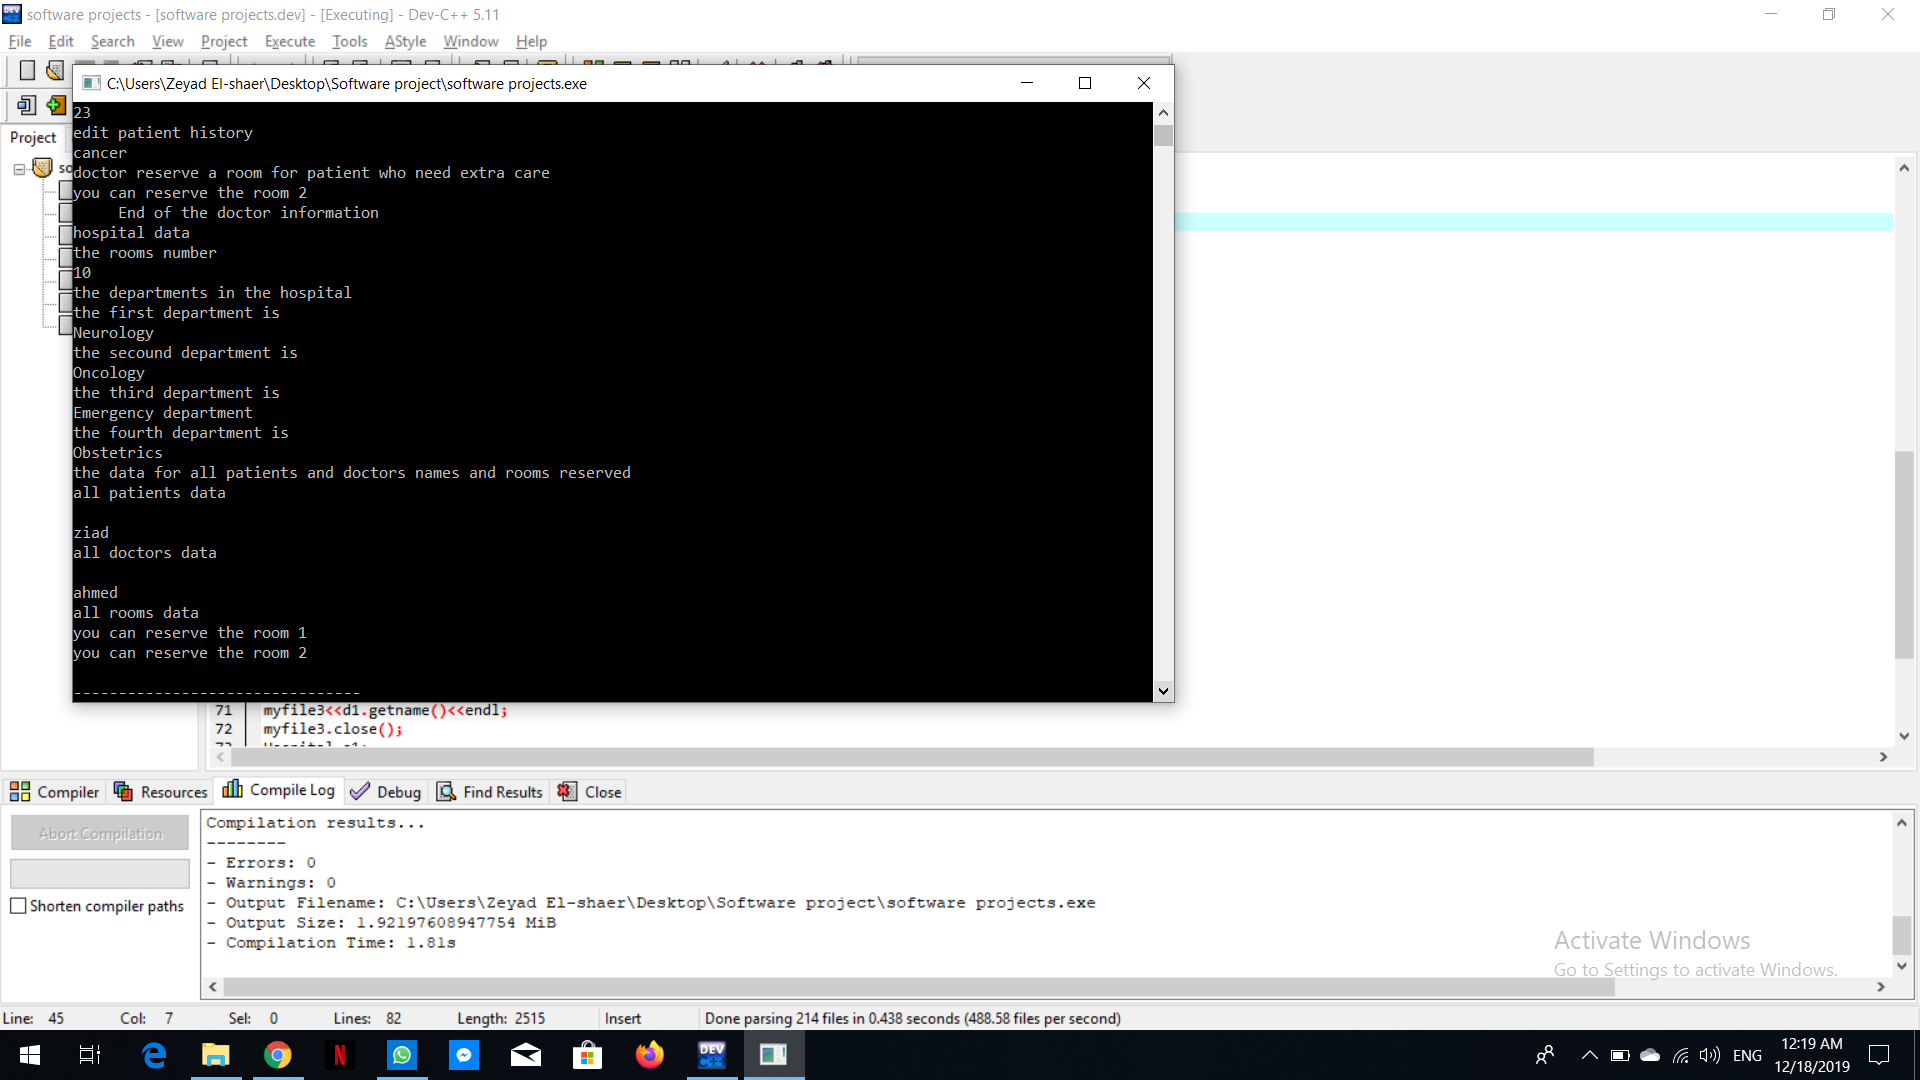 software projects - [software projects.dev] - [Executing] - Dev-C++ 5.11
File Edit Search View Project Execute Tools AStyle Window Help
C:\Users\Zeyad El-shaer\Desktop\Software project\software projects.exe
Project
so
23
edit patient history
cancer
doctor reserve a room for patient who need extra care
you can reserve the room 2
End of the doctor information
hospital data
the rooms number
10
the departments in the hospital
the first department is
Neurology
the secound department is
Oncology
the third department is
Emergency department
the fourth department is
Obstetrics
the data for all patients and doctors names and rooms reserved
all patients data
ziad
all doctors data
ahmed
all rooms data
you can reserve the room 1
you can reserve the room 2
--------------------------------
71 myfile3<<d1.getname()<<endl;
72 myfile3.close();
Compiler Resources Compile Log Debug Find Results Close
Abort Compilation
Shorten compiler paths
Compilation results...
--------
- Errors: 0
- Warnings: 0
- Output Filename: C:\Users\Zeyad El-shaer\Desktop\Software project\software projects.exe
- Output Size: 1.92197608947754 MiB
- Compilation Time: 1.81s
Activate Windows
Go to Settings to activate Windows.
Line: 45 Col: 7 Sel: 0 Lines: 82 Length: 2515 Insert Done parsing 214 files in 0.438 seconds (488.58 files per second)
DEV C++
ENG
12:19 AM
12/18/2019